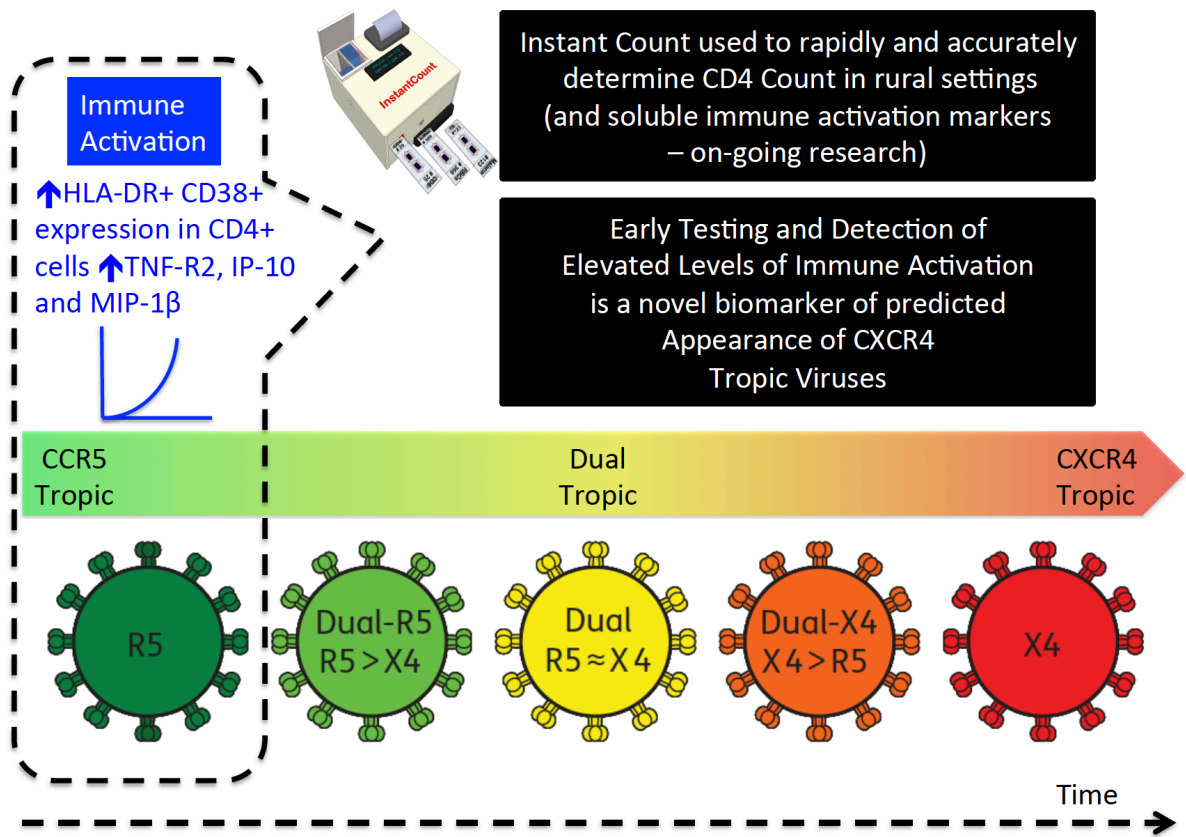 Immune
Activation
↑HLA-DR+ CD38+
expression in CD4+
cells ↑TNF-R2, IP-10
and MIP-1β
InstantCount
Instant Count used to rapidly and accurately
determine CD4 Count in rural settings
(and soluble immune activation markers
– on-going research)
Early Testing and Detection of
Elevated Levels of Immune Activation
is a novel biomarker of predicted
Appearance of CXCR4
Tropic Viruses
CCR5
Tropic
Dual
Tropic
CXCR4
Tropic
R5
Dual-R5
R5 > X4
Dual
R5 ≈ X4
Dual-X4
X4 > R5
X4
Time